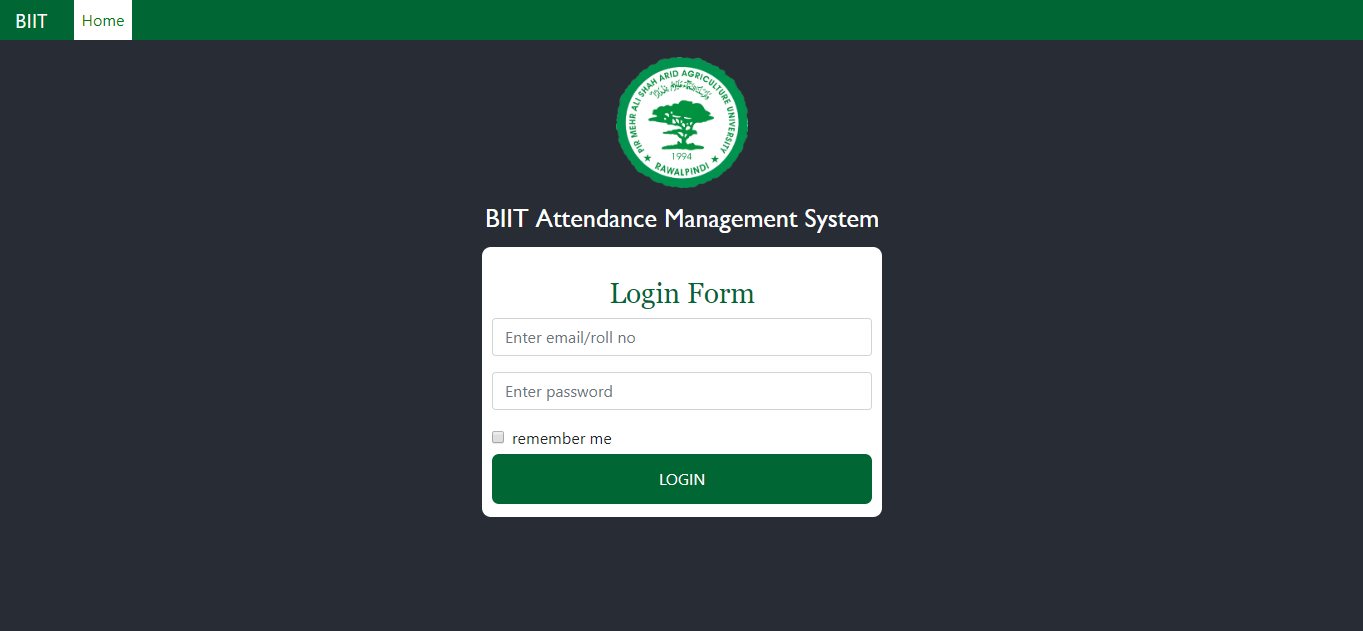 BIIT Home
PIR MEHR ALI SHAH ARID AGRICULTURE UNIVERSITY
1994
RAWALPINDI
BIIT Attendance Management System
Login Form
Enter email/roll no
Enter password
remember me
LOGIN